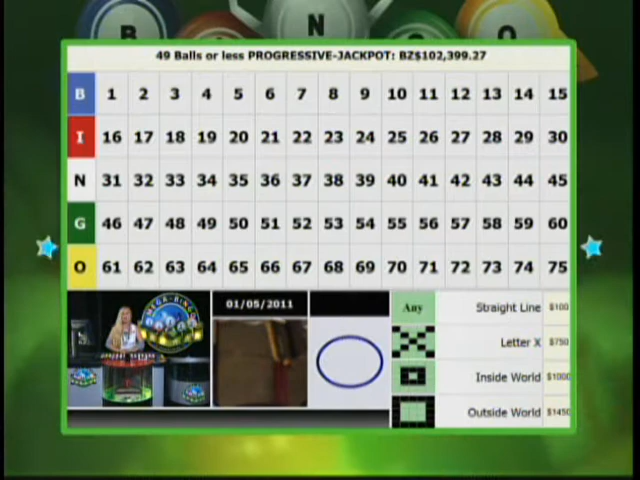 B N O
49 Balls or less PROGRESSIVE-JACKPOT: BZ$102,399.27
B 1 2 3 4 5 6 7 8 9 10 11 12 13 14 15
I 16 17 18 19 20 21 22 23 24 25 26 27 28 29 30
N 31 32 33 34 35 36 37 38 39 40 41 42 43 44 45
G 46 47 48 49 50 51 52 53 54 55 56 57 58 59 60
O 61 62 63 64 65 66 67 68 69 70 71 72 73 74 75
MEGA-BINGO
01/05/2011
Any Straight Line $100
Letter X $750
Inside World $1000
Outside World $1450